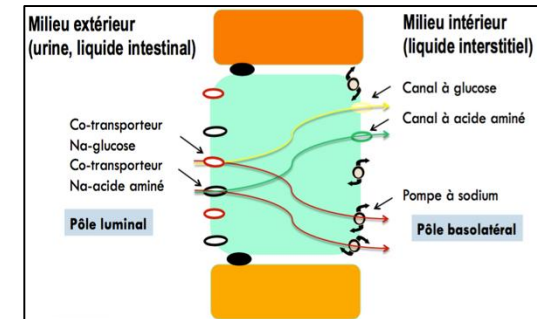 Milieu extérieur
(urine, liquide intestinal)
Milieu intérieur
(liquide interstitiel)
Canal à glucose
Canal à acide aminé
Co-transporteur
Na-glucose
Co-transporteur
Na-acide aminé
Pompe à sodium
Pôle luminal
Pôle basolatéral